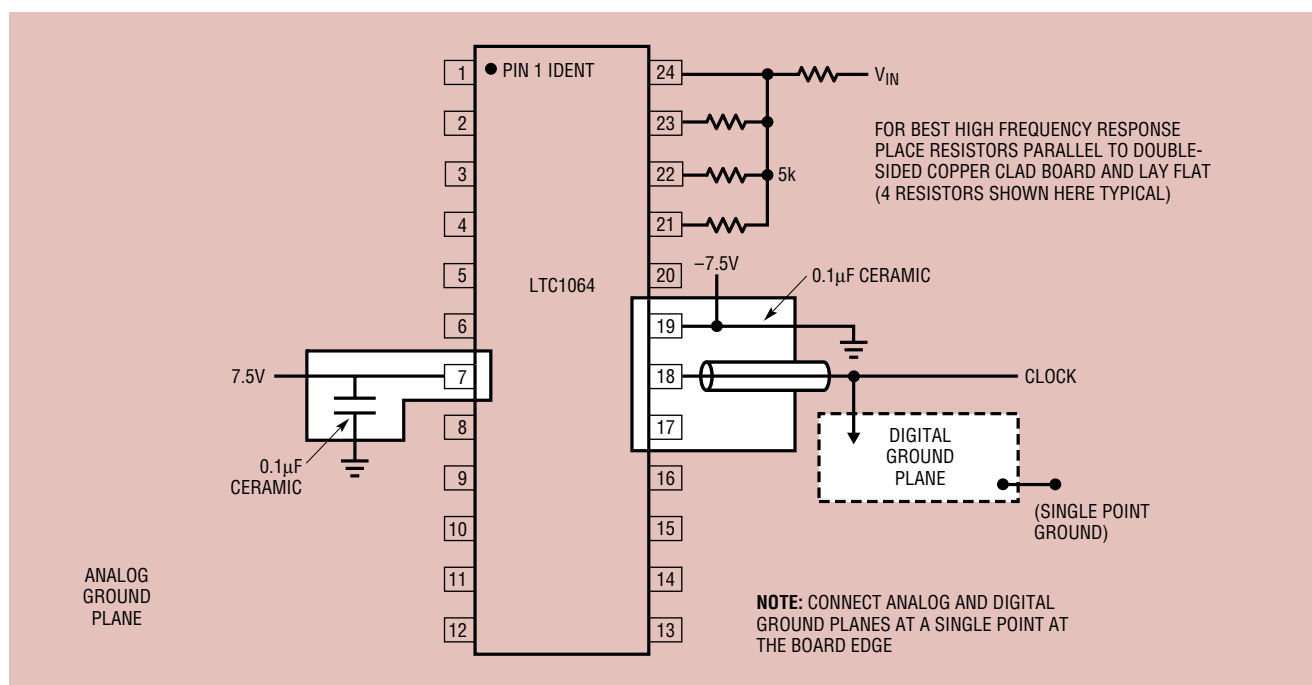 1
2
3
4
5
6
7
8
9
10
11
12
PIN 1 IDENT
LTC1064
24
23
22
21
20
19
18
17
16
15
14
13
VIN
5k
FOR BEST HIGH FREQUENCY RESPONSE
PLACE RESISTORS PARALLEL TO DOUBLE-
SIDED COPPER CLAD BOARD AND LAY FLAT
(4 RESISTORS SHOWN HERE TYPICAL)
–7.5V
0.1µF CERAMIC
7.5V
0.1µF
CERAMIC
CLOCK
DIGITAL
GROUND
PLANE
(SINGLE POINT
GROUND)
ANALOG
GROUND
PLANE
NOTE: CONNECT ANALOG AND DIGITAL
GROUND PLANES AT A SINGLE POINT AT
THE BOARD EDGE